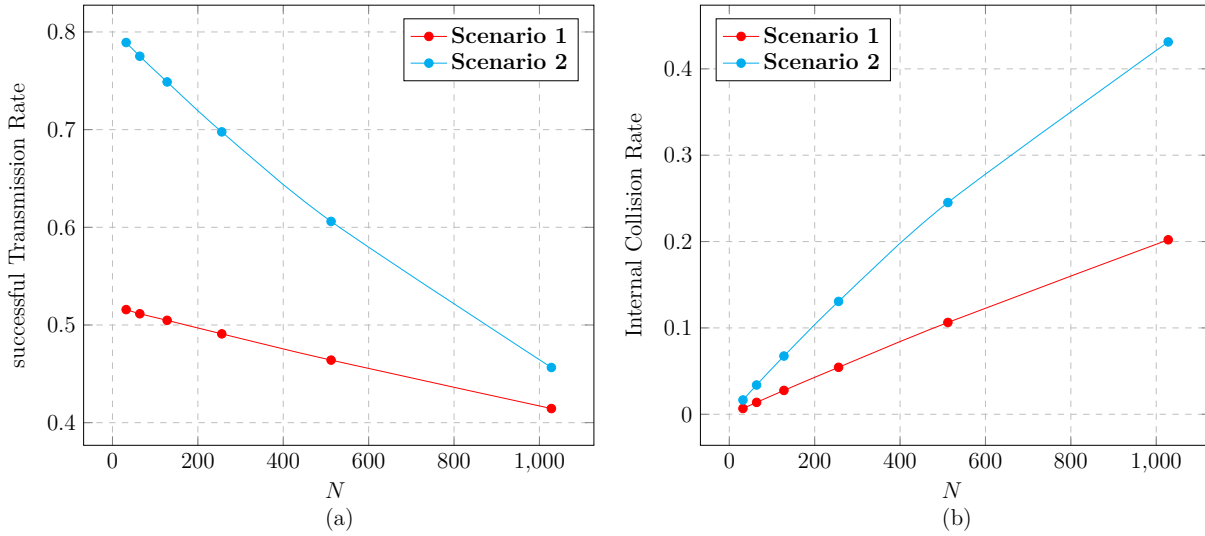 successful Transmission Rate
0.8
0.7
0.6
0.5
0.4
Scenario 1
Scenario 2
0 200 400 600 800 1,000
N
(a)
Internal Collision Rate
0.4
0.3
0.2
0.1
0
Scenario 1
Scenario 2
0 200 400 600 800 1,000
N
(b)